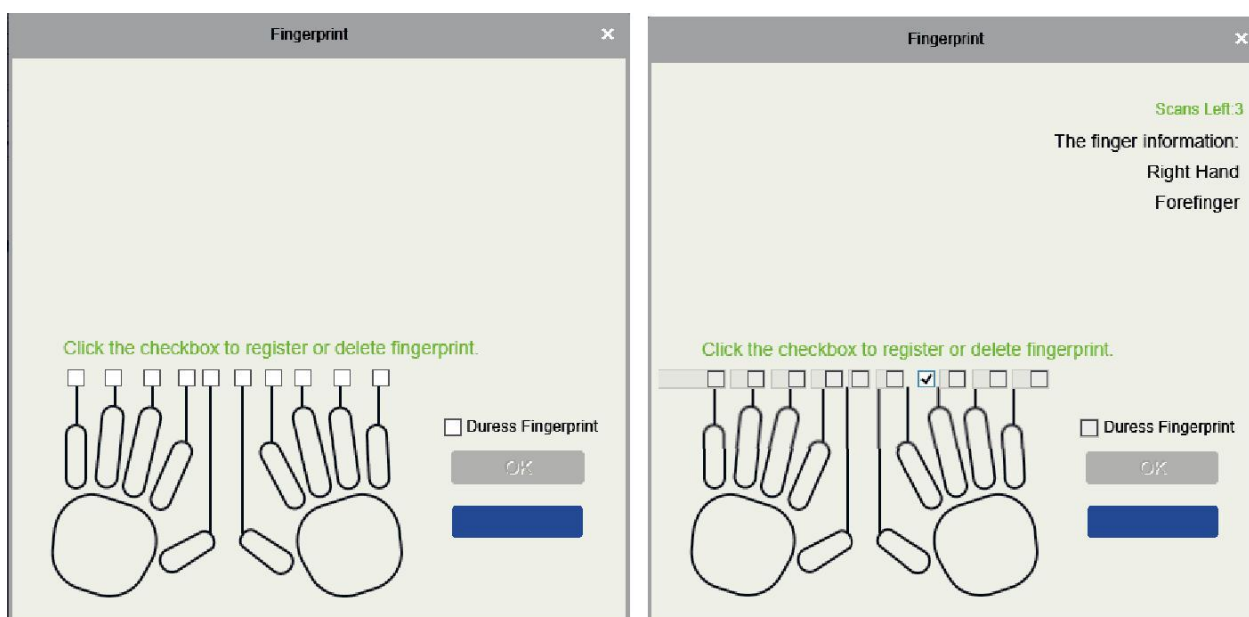 Fingerprint
×
Click the checkbox to register or delete fingerprint.
Duress Fingerprint
OK
Fingerprint
×
Scans Left:3
The finger information:
Right Hand
Forefinger
Click the checkbox to register or delete fingerprint.
Duress Fingerprint
OK